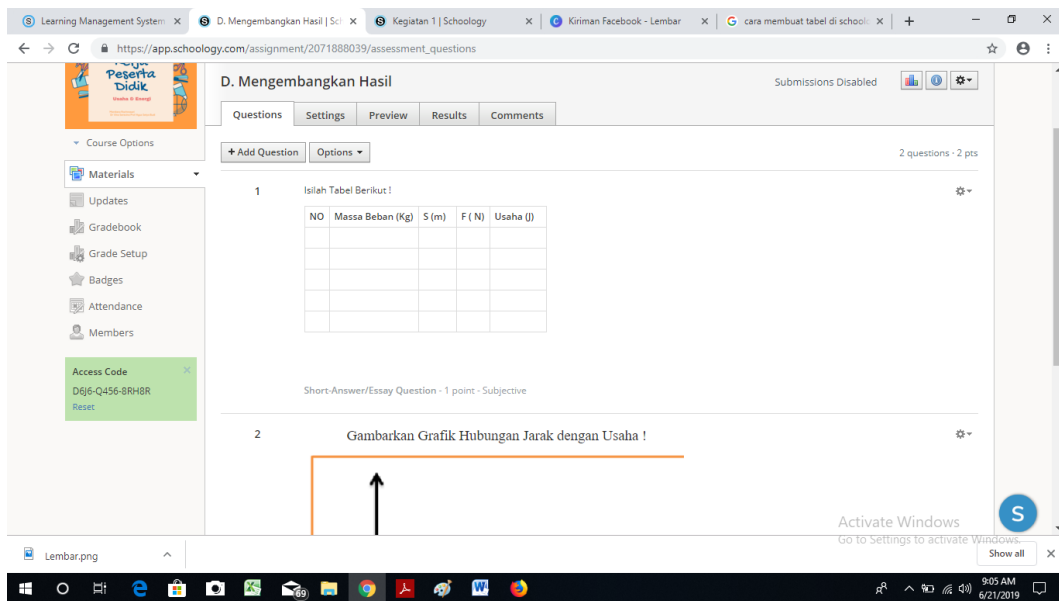 Learning Management System
D. Mengembangkan Hasil | Sch
Kegiatan 1 | Schoology
Kiriman Facebook - Lembar
cara membuat tabel di schoolo
https://app.schoology.com/assignment/2071888039/assessment_questions
Kerja
Peserta
Didik
Usaha & Energi
Course Options
Materials
Updates
Gradebook
Grade Setup
Badges
Attendance
Members
Access Code
D6J6-Q456-8RH8R
Reset
D. Mengembangkan Hasil
Submissions Disabled
Questions Settings Preview Results Comments
+ Add Question Options
2 questions · 2 pts
1 Isilah Tabel Berikut !
NO Massa Beban (Kg) S (m) F ( N) Usaha (J)
Short-Answer/Essay Question - 1 point - Subjective
2 Gambarkan Grafik Hubungan Jarak dengan Usaha !
S
Activate Windows
Go to Settings to activate Windows.
Lembar.png
Show all
69
9:05 AM
6/21/2019